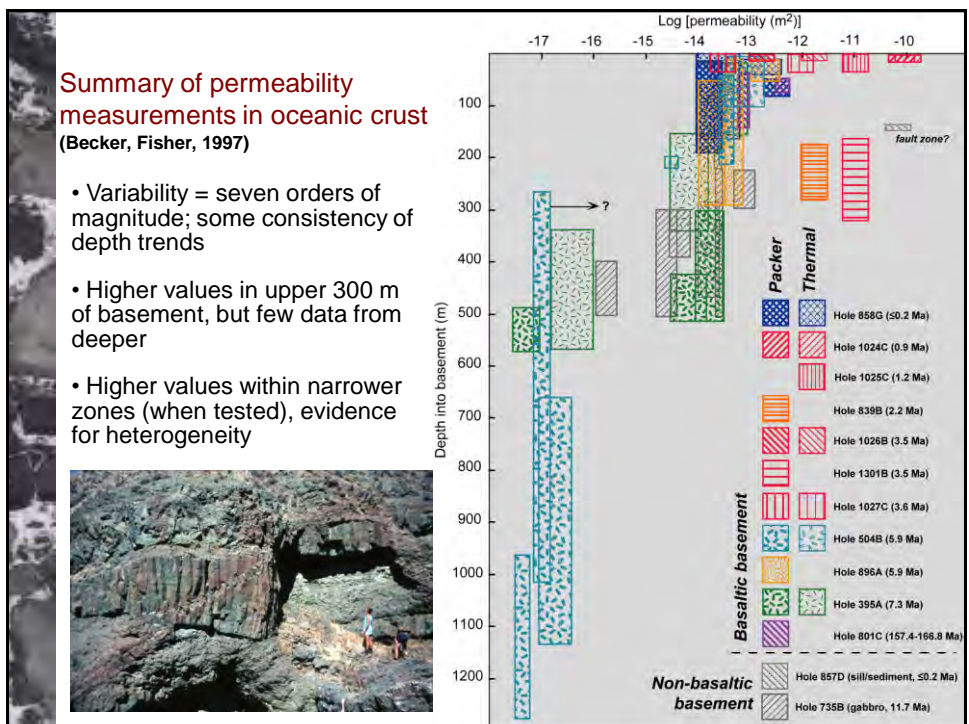 Summary of permeability
measurements in oceanic crust
(Becker, Fisher, 1997)
• Variability = seven orders of
magnitude; some consistency of
depth trends
• Higher values in upper 300 m
of basement, but few data from
deeper
• Higher values within narrower
zones (when tested), evidence
for heterogeneity
Log [permeability (m²)]
-17 -16 -15 -14 -13 -12 -11 -10
Depth into basement (m)
100
200
300
400
500
600
700
800
900
1000
1100
1200
fault zone?
?
Packer
Thermal
Basaltic basement
Hole 858G (≤0.2 Ma)
Hole 1024C (0.9 Ma)
Hole 1025C (1.2 Ma)
Hole 839B (2.2 Ma)
Hole 1026B (3.5 Ma)
Hole 1301B (3.5 Ma)
Hole 1027C (3.6 Ma)
Hole 504B (5.9 Ma)
Hole 896A (5.9 Ma)
Hole 395A (7.3 Ma)
Hole 801C (157.4-166.8 Ma)
Non-basaltic
basement
Hole 857D (sill/sediment, ≤0.2 Ma)
Hole 735B (gabbro, 11.7 Ma)